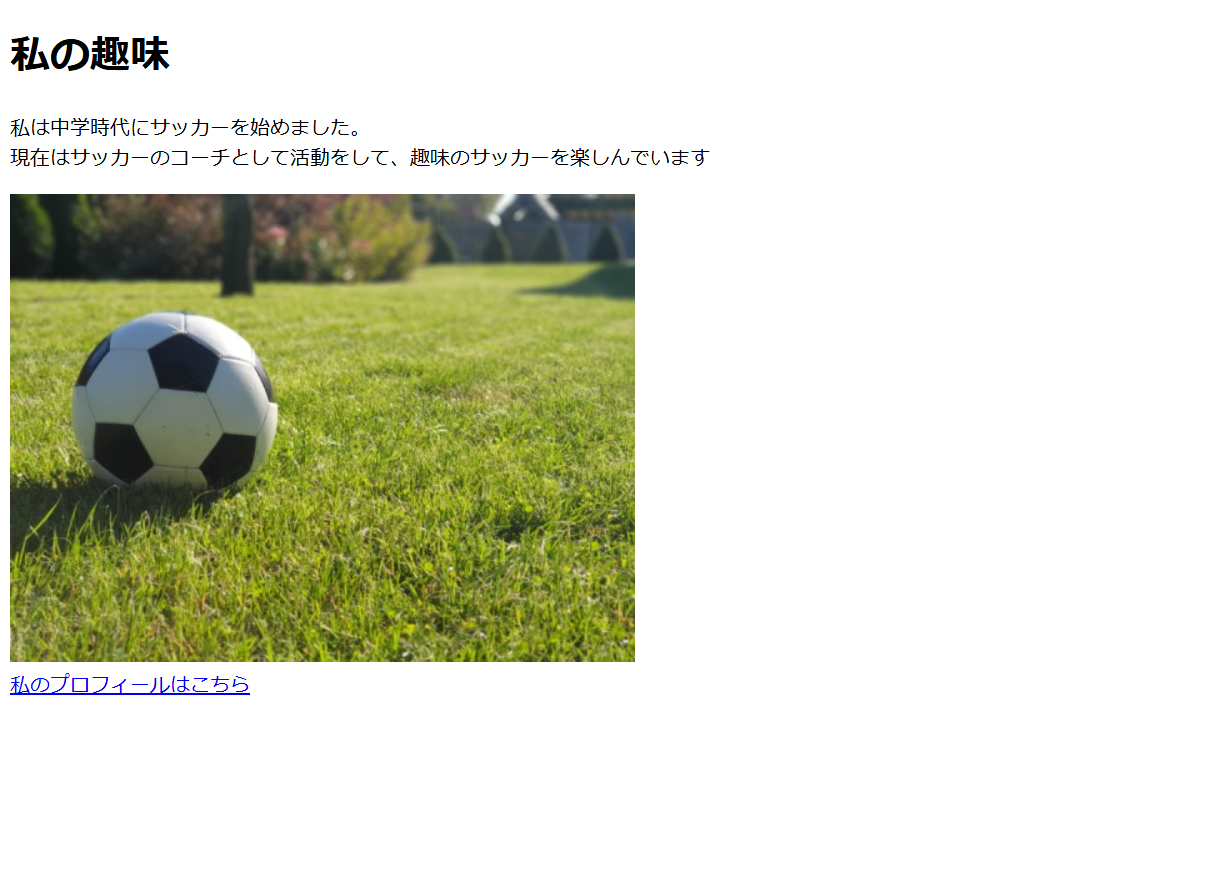 私の趣味
私は中学時代にサッカーを始めました。
現在はサッカーのコーチとして活動をして、趣味のサッカーを楽しんでいます
私のプロフィールはこちら